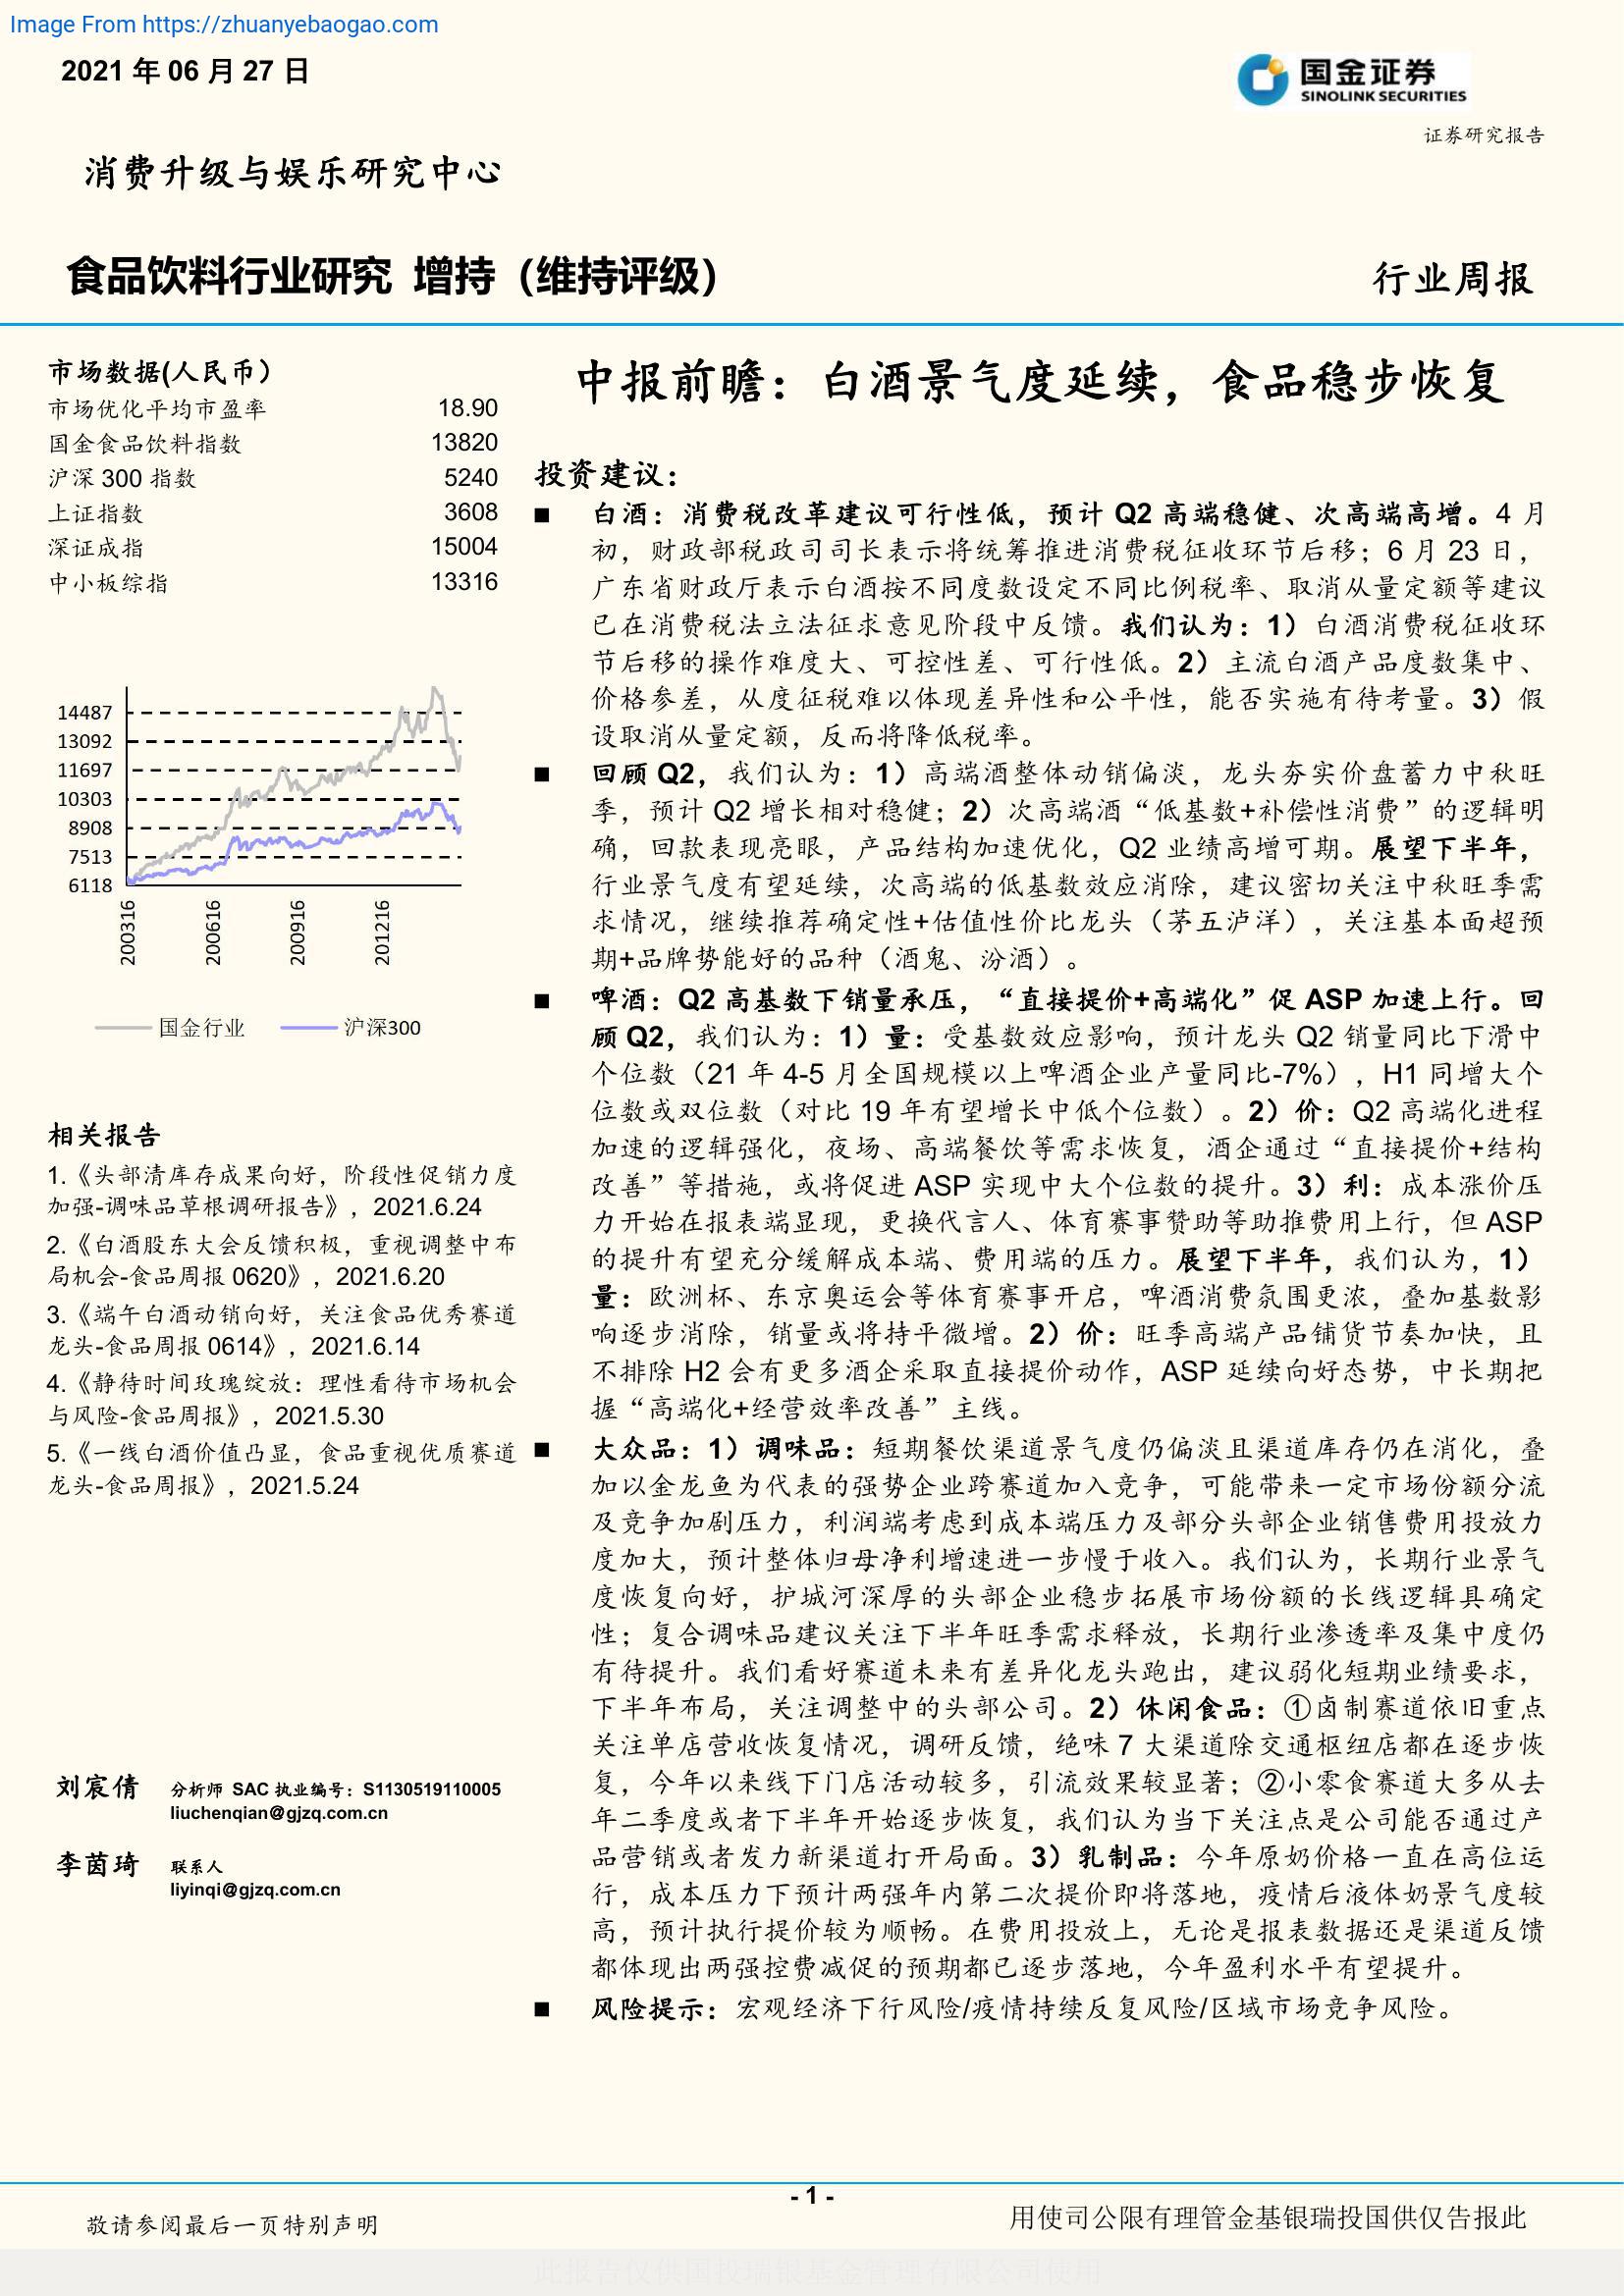 Image From https://zhuanyebaogao.com
2021 年 06 月 27 日
国金证券
SINOLINK SECURITIES
证券研究报告
消费升级与娱乐研究中心
食品饮料行业研究 增持（维持评级）
行业周报
市场数据(人民币）
市场优化平均市盈率 18.90
国金食品饮料指数 13820
沪深 300 指数 5240
上证指数 3608
深证成指 15004
中小板综指 13316
14487
13092
11697
10303
8908
7513
6118
200316
200616
200916
201216
国金行业 沪深300
相关报告
1.《头部清库存成果向好，阶段性促销力度
加强-调味品草根调研报告》，2021.6.24
2.《白酒股东大会反馈积极，重视调整中布
局机会-食品周报 0620》，2021.6.20
3.《端午白酒动销向好，关注食品优秀赛道
龙头-食品周报 0614》，2021.6.14
4.《静待时间玫瑰绽放：理性看待市场机会
与风险-食品周报》，2021.5.30
5.《一线白酒价值凸显，食品重视优质赛道
龙头-食品周报》，2021.5.24
刘宸倩 分析师 SAC 执业编号：S1130519110005
liuchenqian@gjzq.com.cn
李茵琦 联系人
liyinqi@gjzq.com.cn
中报前瞻：白酒景气度延续，食品稳步恢复
投资建议：
■ 白酒：消费税改革建议可行性低，预计 Q2 高端稳健、次高端高增。4 月
初，财政部税政司司长表示将统筹推进消费税征收环节后移；6 月 23 日，
广东省财政厅表示白酒按不同度数设定不同比例税率、取消从量定额等建议
已在消费税法立法征求意见阶段中反馈。我们认为：1）白酒消费税征收环
节后移的操作难度大、可控性差、可行性低。2）主流白酒产品度数集中、
价格参差，从度征税难以体现差异性和公平性，能否实施有待考量。3）假
设取消从量定额，反而将降低税率。
■ 回顾 Q2，我们认为：1）高端酒整体动销偏淡，龙头夯实价盘蓄力中秋旺
季，预计 Q2 增长相对稳健；2）次高端酒“低基数+补偿性消费”的逻辑明
确，回款表现亮眼，产品结构加速优化，Q2 业绩高增可期。展望下半年，
行业景气度有望延续，次高端的低基数效应消除，建议密切关注中秋旺季需
求情况，继续推荐确定性+估值性价比龙头（茅五泸洋），关注基本面超预
期+品牌势能好的品种（酒鬼、汾酒）。
■ 啤酒：Q2 高基数下销量承压，“直接提价+高端化”促 ASP 加速上行。回
顾 Q2，我们认为：1）量：受基数效应影响，预计龙头 Q2 销量同比下滑中
个位数（21 年 4-5 月全国规模以上啤酒企业产量同比-7%），H1 同增大个
位数或双位数（对比 19 年有望增长中低个位数）。2）价：Q2 高端化进程
加速的逻辑强化，夜场、高端餐饮等需求恢复，酒企通过“直接提价+结构
改善”等措施，或将促进 ASP 实现中大个位数的提升。3）利：成本涨价压
力开始在报表端显现，更换代言人、体育赛事赞助等助推费用上行，但 ASP
的提升有望充分缓解成本端、费用端的压力。展望下半年，我们认为，1）
量：欧洲杯、东京奥运会等体育赛事开启，啤酒消费氛围更浓，叠加基数影
响逐步消除，销量或将持平微增。2）价：旺季高端产品铺货节奏加快，且
不排除 H2 会有更多酒企采取直接提价动作，ASP 延续向好态势，中长期把
握“高端化+经营效率改善”主线。
■ 大众品：1）调味品：短期餐饮渠道景气度仍偏淡且渠道库存仍在消化，叠
加以金龙鱼为代表的强势企业跨赛道加入竞争，可能带来一定市场份额分流
及竞争加剧压力，利润端考虑到成本端压力及部分头部企业销售费用投放力
度加大，预计整体归母净利增速进一步慢于收入。我们认为，长期行业景气
度恢复向好，护城河深厚的头部企业稳步拓展市场份额的长线逻辑具确定
性；复合调味品建议关注下半年旺季需求释放，长期行业渗透率及集中度仍
有待提升。我们看好赛道未来有差异化龙头跑出，建议弱化短期业绩要求，
下半年布局，关注调整中的头部公司。2）休闲食品：①卤制赛道依旧重点
关注单店营收恢复情况，调研反馈，绝味 7 大渠道除交通枢纽店都在逐步恢
复，今年以来线下门店活动较多，引流效果较显著；②小零食赛道大多从去
年二季度或者下半年开始逐步恢复，我们认为当下关注点是公司能否通过产
品营销或者发力新渠道打开局面。3）乳制品：今年原奶价格一直在高位运
行，成本压力下预计两强年内第二次提价即将落地，疫情后液体奶景气度较
高，预计执行提价较为顺畅。在费用投放上，无论是报表数据还是渠道反馈
都体现出两强控费减促的预期都已逐步落地，今年盈利水平有望提升。
■ 风险提示：宏观经济下行风险/疫情持续反复风险/区域市场竞争风险。
- 1 -
敬请参阅最后一页特别声明
用使司公限有理管金基银瑞投国供仅告报此
此报告仅供国投瑞银基金管理有限公司使用